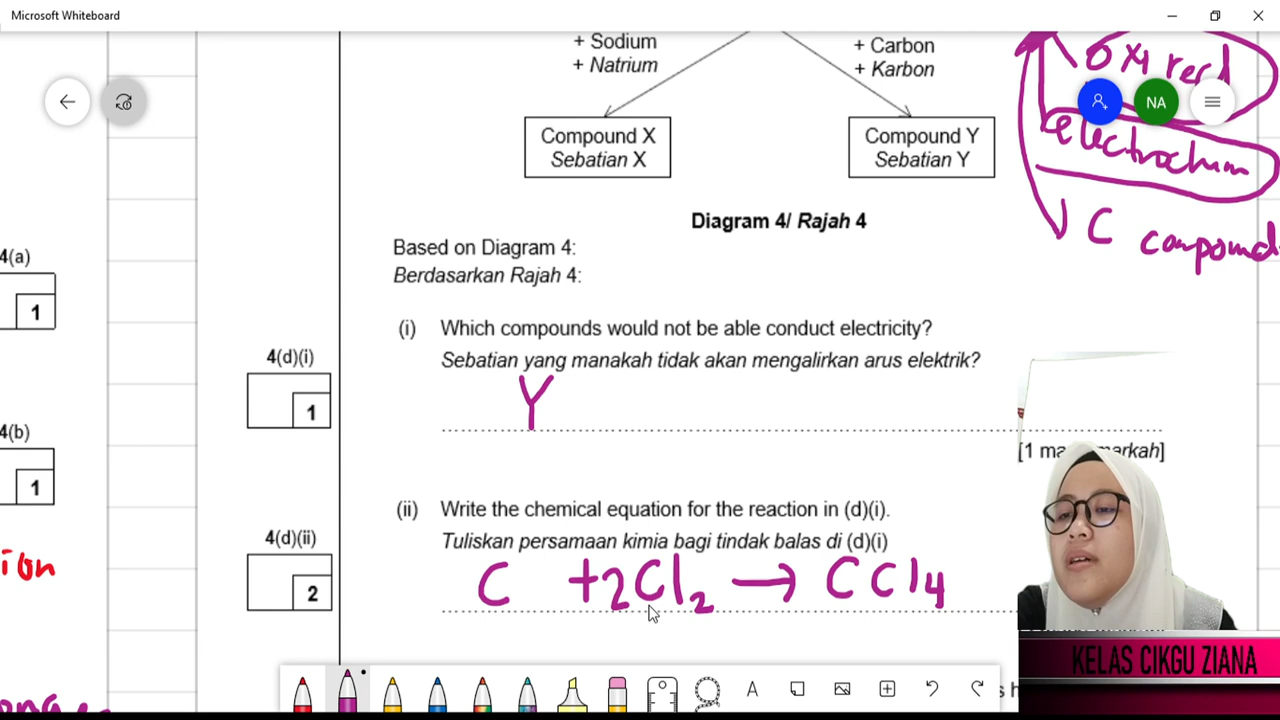 Microsoft Whiteboard
+ Sodium
+ Natrium
+ Carbon
+ Karbon
NA
electrochem
C compound
Compound X
Sebatian X
Compound Y
Sebatian Y
Diagram 4/ Rajah 4
Based on Diagram 4:
Berdasarkan Rajah 4:
4(a)
1
(i) Which compounds would not be able conduct electricity?
Sebatian yang manakah tidak akan mengalirkan arus elektrik?
4(d)(i)
1
Y
[1 ma markah]
4(b)
1
(ii) Write the chemical equation for the reaction in (d)(i).
Tuliskan persamaan kimia bagi tindak balas di (d)(i)
4(d)(ii)
2
C + 2Cl2 → CCl4
ion
KELAS CIKGU ZIANA
A